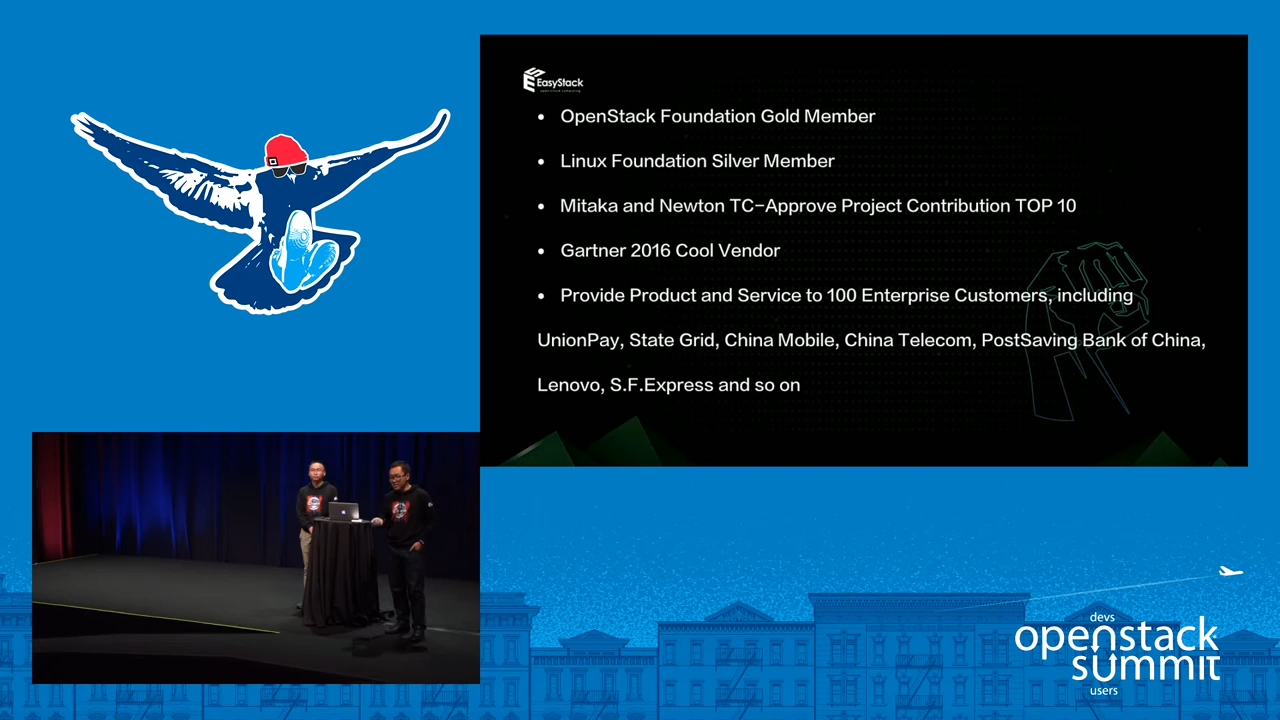 EasyStack
OpenStack Foundation Gold Member
Linux Foundation Silver Member
Mitaka and Newton TC-Approve Project Contribution TOP 10
Gartner 2016 Cool Vendor
Provide Product and Service to 100 Enterprise Customers, including
UnionPay, State Grid, China Mobile, China Telecom, PostSaving Bank of China,
Lenovo, S.F.Express and so on
devs
openstack
summit
users